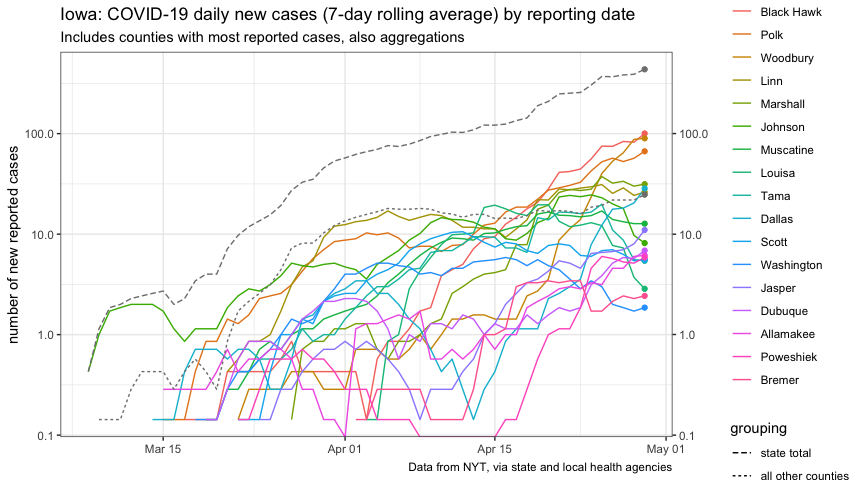 Iowa: COVID-19 daily new cases (7-day rolling average) by reporting date
Includes counties with most reported cases, also aggregations
number of new reported cases
100.0
10.0
1.0
0.1
100.0
10.0
1.0
0.1
Mar 15
Apr 01
Apr 15
May 01
Data from NYT, via state and local health agencies
Black Hawk
Polk
Woodbury
Linn
Marshall
Johnson
Muscatine
Louisa
Tama
Dallas
Scott
Washington
Jasper
Dubuque
Allamakee
Poweshiek
Bremer
grouping
state total
all other counties